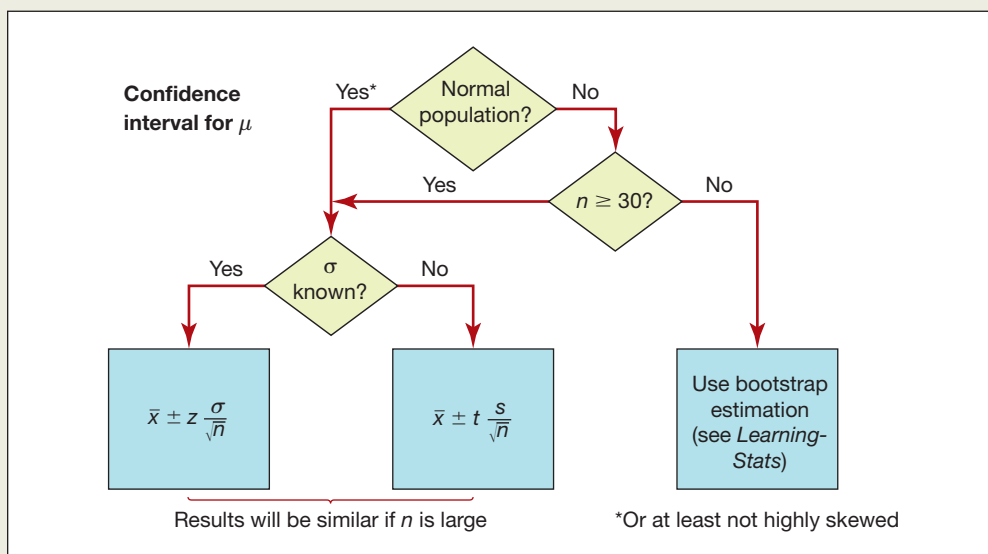 Confidence
interval for μ
Yes*
Normal
population?
No
Yes
n ≥ 30?
No
Yes
σ
known?
No
x̄ ± z σ/√n
x̄ ± t s/√n
Use bootstrap
estimation
(see Learning-
Stats)
Results will be similar if n is large
*Or at least not highly skewed